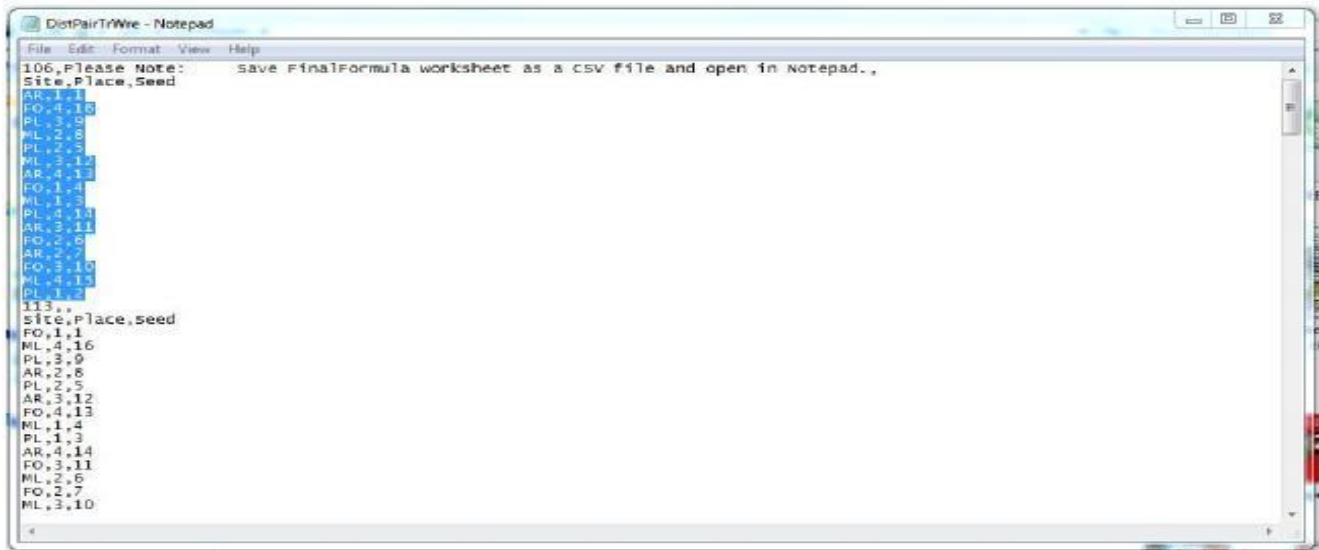 DistPairTrWre - Notepad
File Edit Format View Help
106,Please Note: Save FinalFormula worksheet as a CSV file and open in Notepad.,
Site,Place,Seed
AR,1,1
FO,4,16
PL,3,9
ML,2,8
PL,2,5
ML,3,12
AR,4,13
FO,1,4
ML,1,3
PL,4,14
AR,3,11
FO,2,6
AR,2,7
FO,3,10
ML,4,15
PL,1,2
113,,
Site,Place,Seed
FO,1,1
ML,4,16
PL,3,9
AR,2,8
PL,2,5
AR,3,12
FO,4,13
ML,1,4
PL,1,3
AR,4,14
FO,3,11
ML,2,6
FO,2,7
ML,3,10